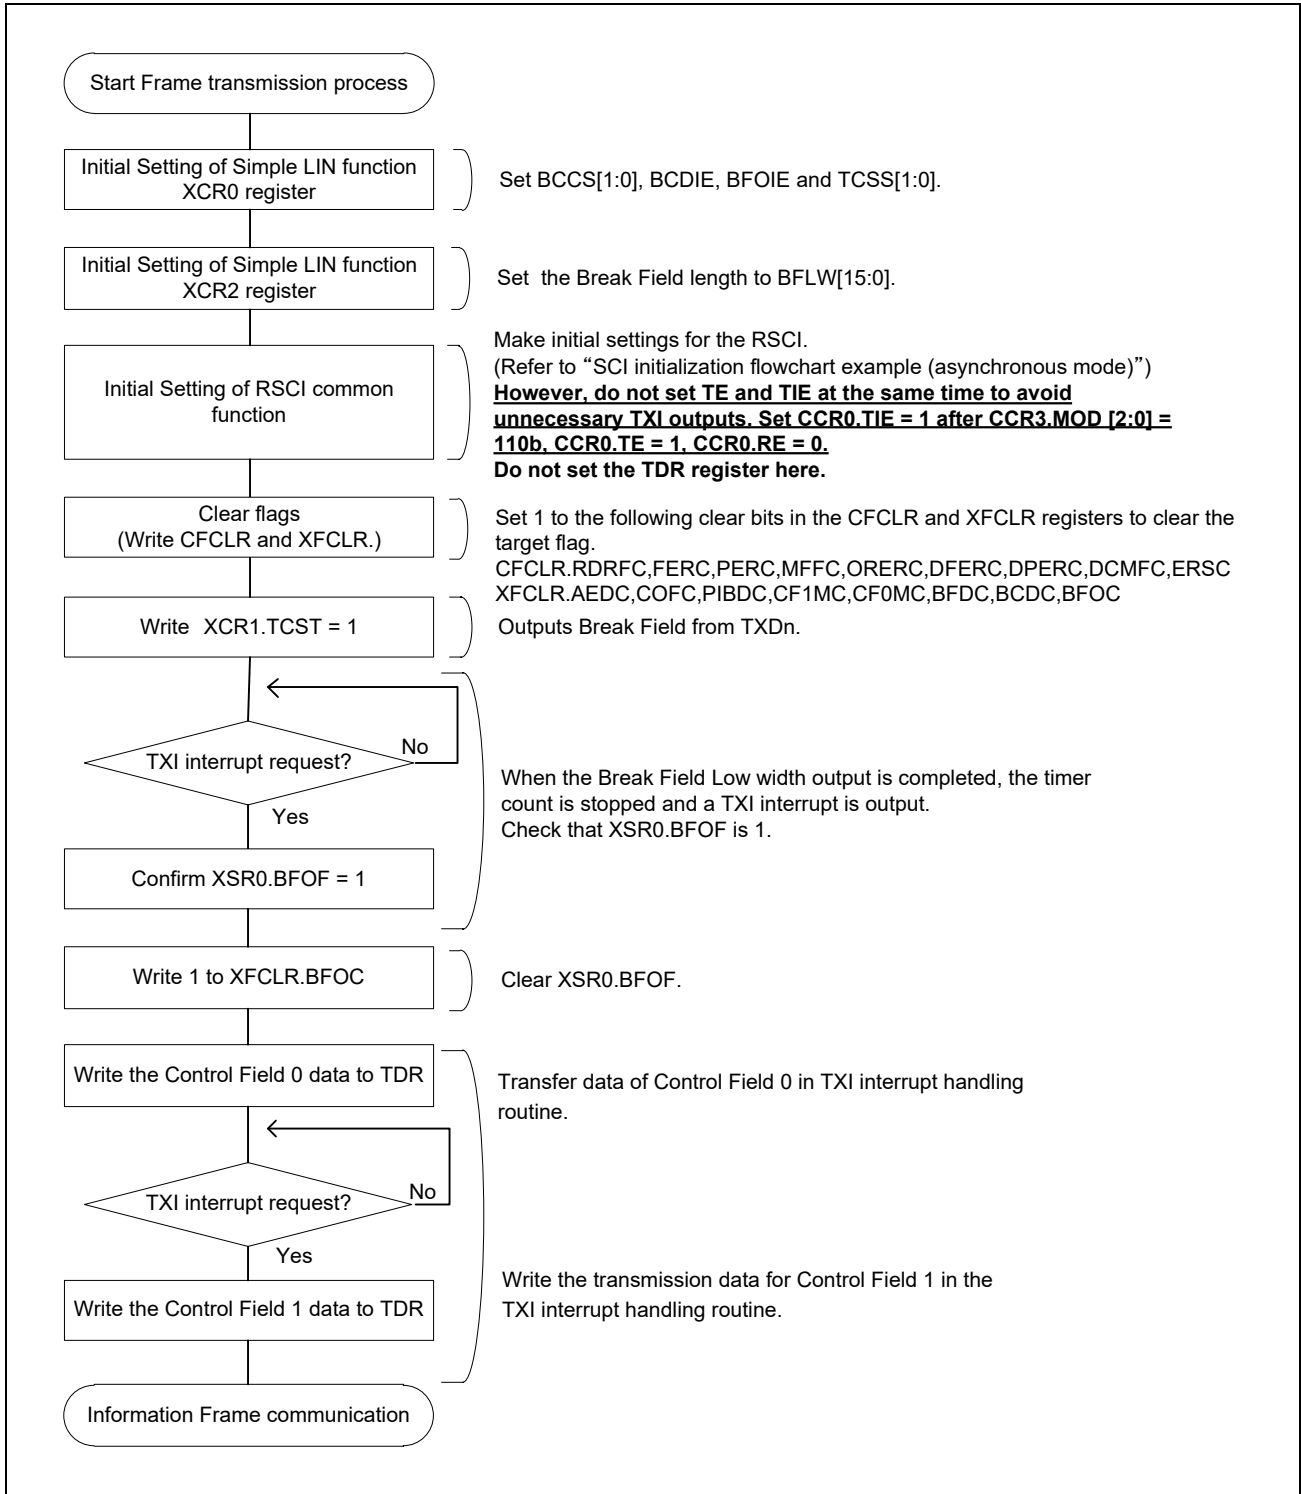 Start Frame transmission process
Initial Setting of Simple LIN function
XCR0 register
Set BCCS[1:0], BCDIE, BFOIE and TCSS[1:0].
Initial Setting of Simple LIN function
XCR2 register
Set the Break Field length to BFLW[15:0].
Initial Setting of RSCI common
function
Make initial settings for the RSCI.
(Refer to “SCI initialization flowchart example (asynchronous mode)”)
However, do not set TE and TIE at the same time to avoid
unnecessary TXI outputs. Set CCR0.TIE = 1 after CCR3.MOD [2:0] =
110b, CCR0.TE = 1, CCR0.RE = 0.
Do not set the TDR register here.
Clear flags
(Write CFCLR and XFCLR.)
Set 1 to the following clear bits in the CFCLR and XFCLR registers to clear the
target flag.
CFCLR.RDRFC,FERC,PERC,MFFC,ORERC,DFERC,DPERC,DCMFC,ERSC
XFCLR.AEDC,COFC,PIBDC,CF1MC,CF0MC,BFDC,BCDC,BFOC
Write XCR1.TCST = 1
Outputs Break Field from TXDn.
TXI interrupt request?
No
Yes
When the Break Field Low width output is completed, the timer
count is stopped and a TXI interrupt is output.
Check that XSR0.BFOF is 1.
Confirm XSR0.BFOF = 1
Write 1 to XFCLR.BFOC
Clear XSR0.BFOF.
Write the Control Field 0 data to TDR
Transfer data of Control Field 0 in TXI interrupt handling
routine.
TXI interrupt request?
No
Yes
Write the Control Field 1 data to TDR
Write the transmission data for Control Field 1 in the
TXI interrupt handling routine.
Information Frame communication